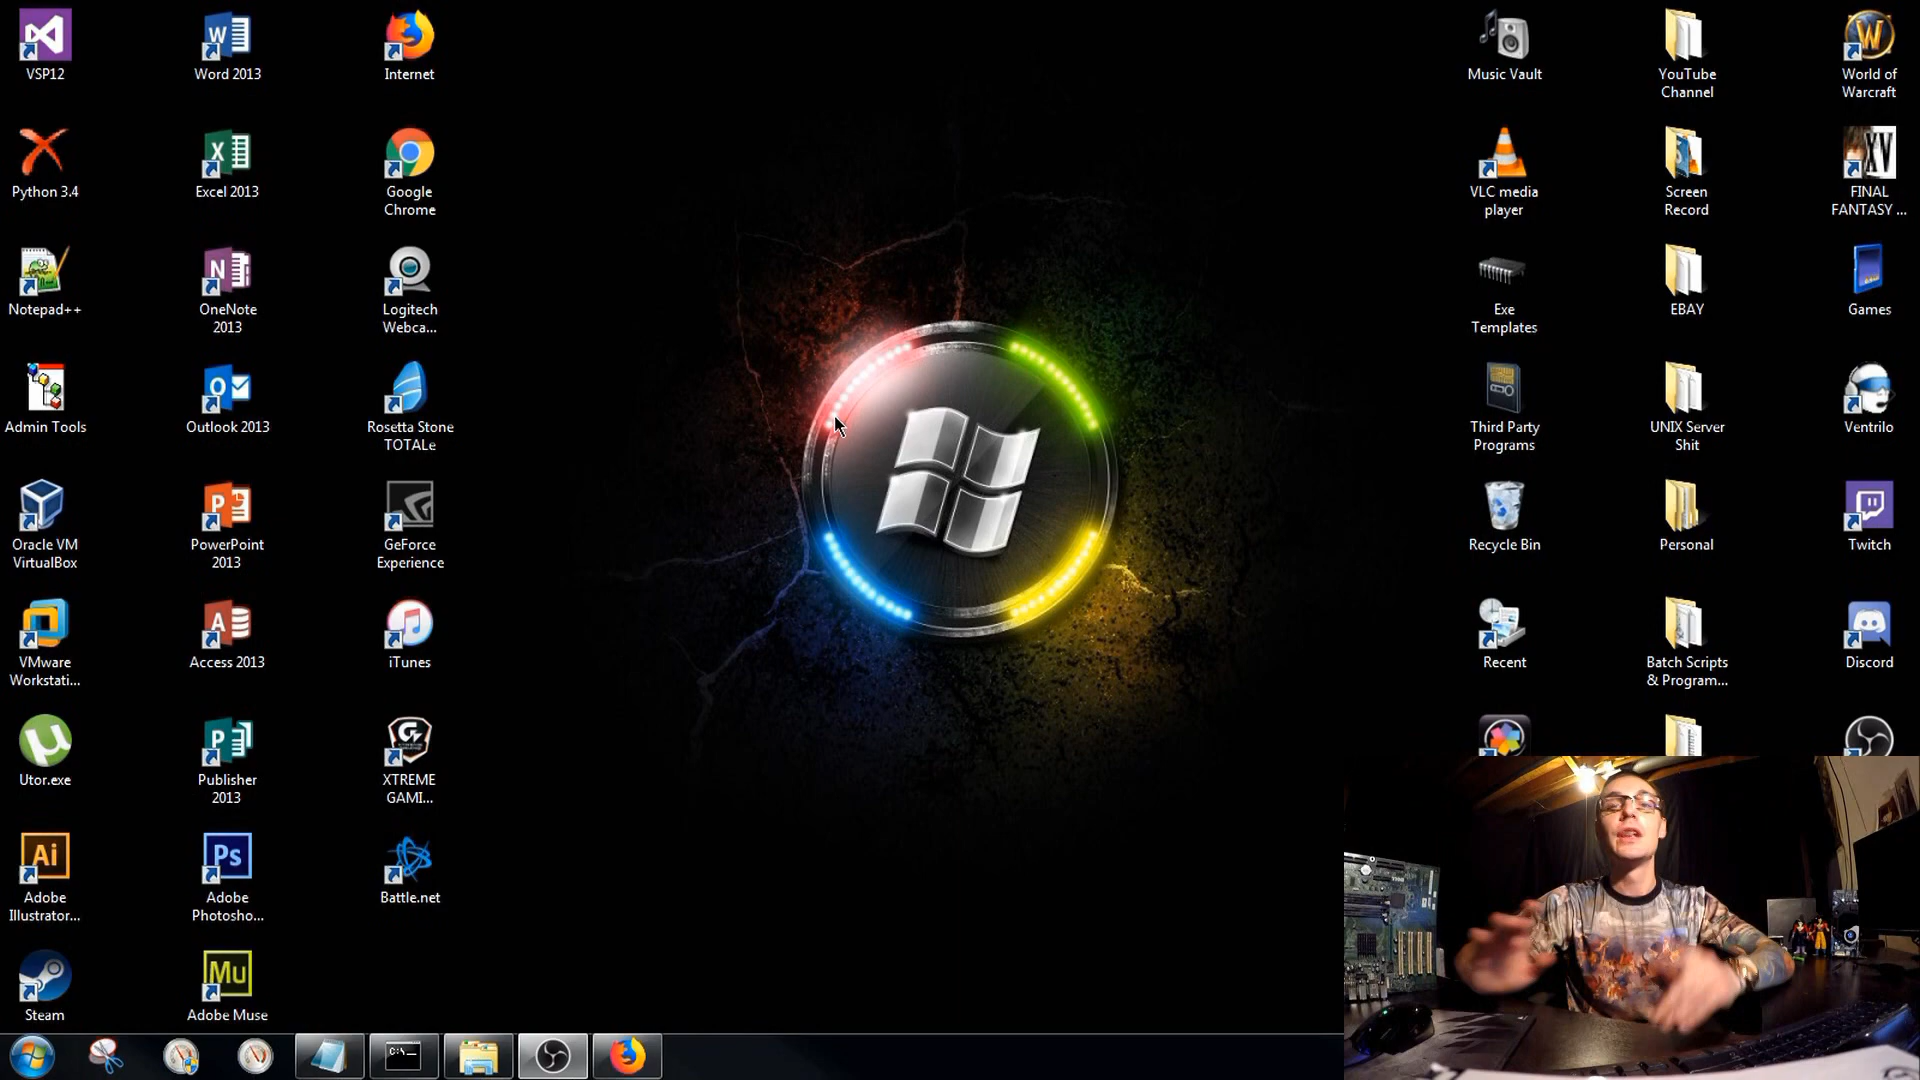 VSP12
Word 2013
Internet
Music Vault
YouTube
Channel
World of
Warcraft
Python 3.4
Excel 2013
Google
Chrome
VLC media
player
Screen
Record
FINAL
FANTASY ...
XV
Notepad++
OneNote
2013
Logitech
Webca...
Exe
Templates
EBAY
Games
Admin Tools
Outlook 2013
Rosetta Stone
TOTALe
Third Party
Programs
UNIX Server
Shit
Ventrilo
Oracle VM
VirtualBox
PowerPoint
2013
GeForce
Experience
Recycle Bin
Personal
Twitch
VMware
Workstati...
Access 2013
iTunes
Recent
Batch Scripts
& Program...
Discord
Utor.exe
Publisher
2013
XTREME
GAMI...
Ai
Adobe
Illustrator...
Ps
Adobe
Photosho...
Battle.net
Steam
Mu
Adobe Muse
C:\_